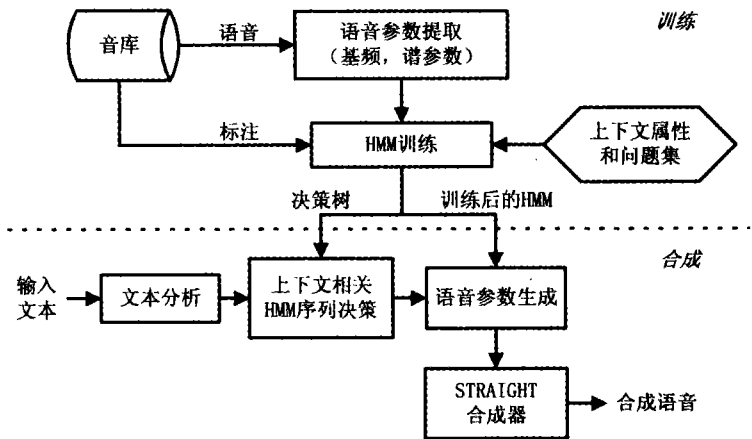 训练
音库
语音
语音参数提取
（基频，谱参数）
标注
HMM训练
上下文属性
和问题集
决策树
训练后的HMM
合成
输入
文本
文本分析
上下文相关
HMM序列决策
语音参数生成
STRAIGHT
合成器
合成语音